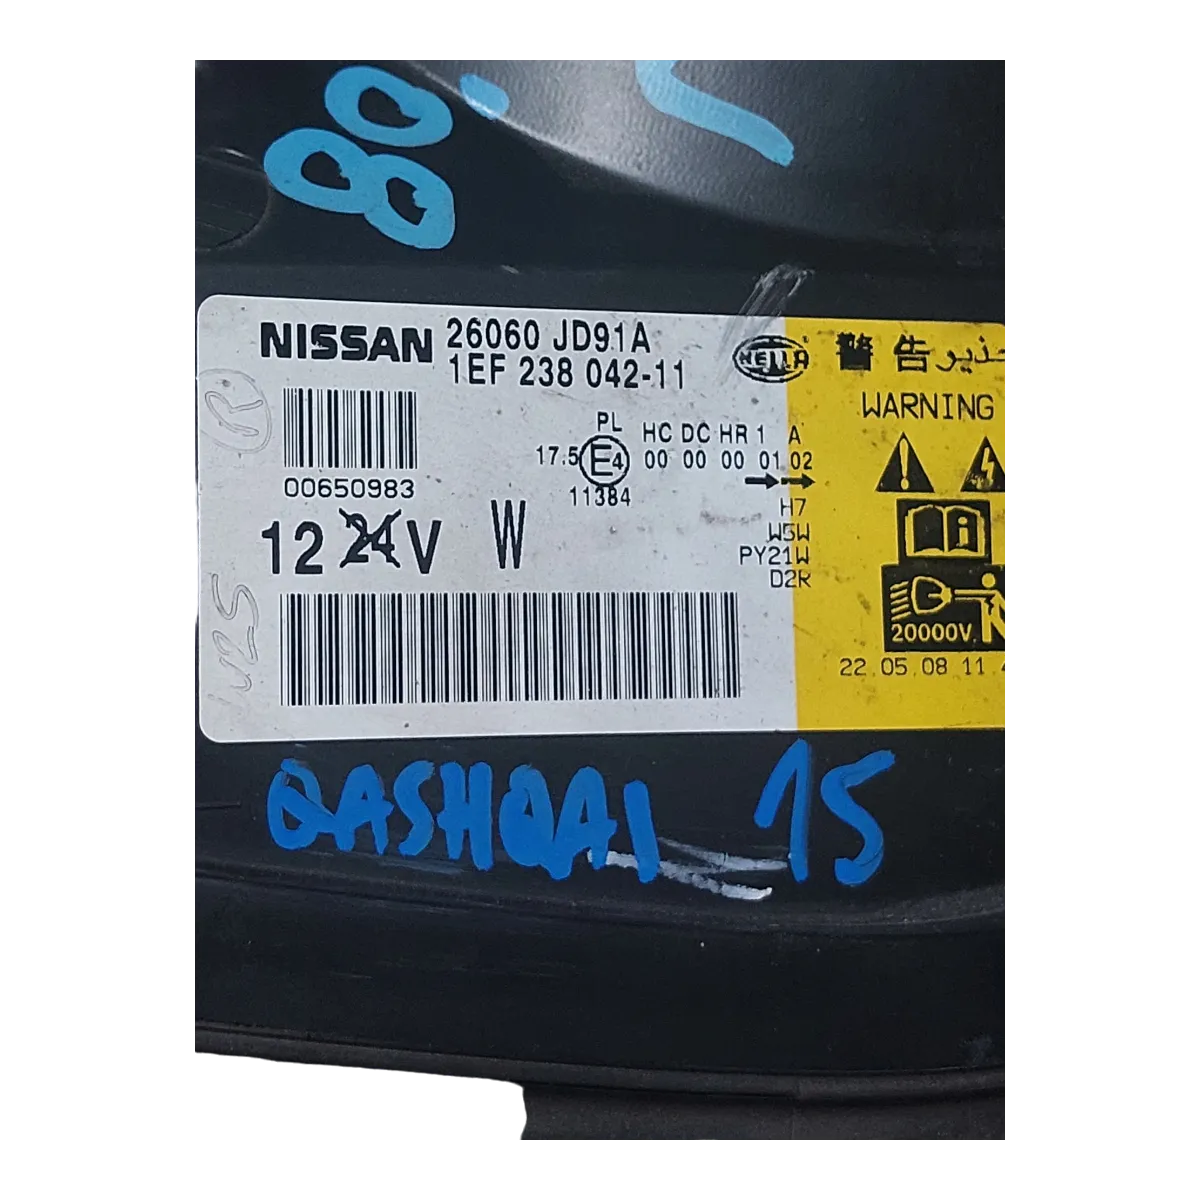 80.
80
NISSAN 26060 JD91A
1EF 238 042-11
HELLA
警告 تحذير
WARNING
R
00650983
PL
17.5 E4
11384
HC DC HR 1 A
00 00 00 01 02
H7
W5W
PY21W
D2R
12 24 V W
20000V.
22.05.08 11
QASHQAI 15